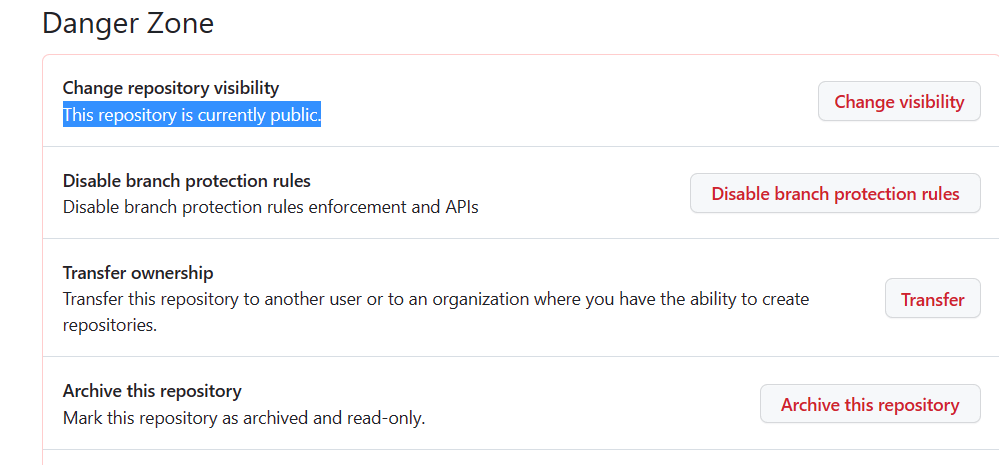 Danger Zone
Change repository visibility
This repository is currently public.
Change visibility
Disable branch protection rules
Disable branch protection rules enforcement and APIs
Disable branch protection rules
Transfer ownership
Transfer this repository to another user or to an organization where you have the ability to create
repositories.
Transfer
Archive this repository
Mark this repository as archived and read-only.
Archive this repository